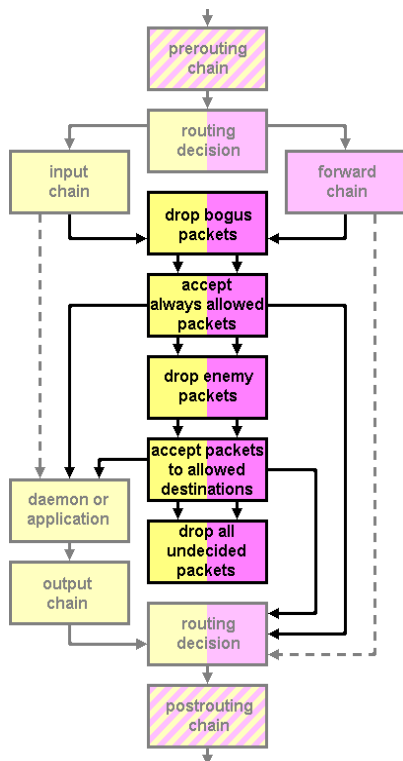 prerouting
chain
routing
decision
input
chain
forward
chain
drop bogus
packets
accept
always allowed
packets
drop enemy
packets
accept packets
to allowed
destinations
daemon or
application
drop all
undecided
packets
output
chain
routing
decision
postrouting
chain